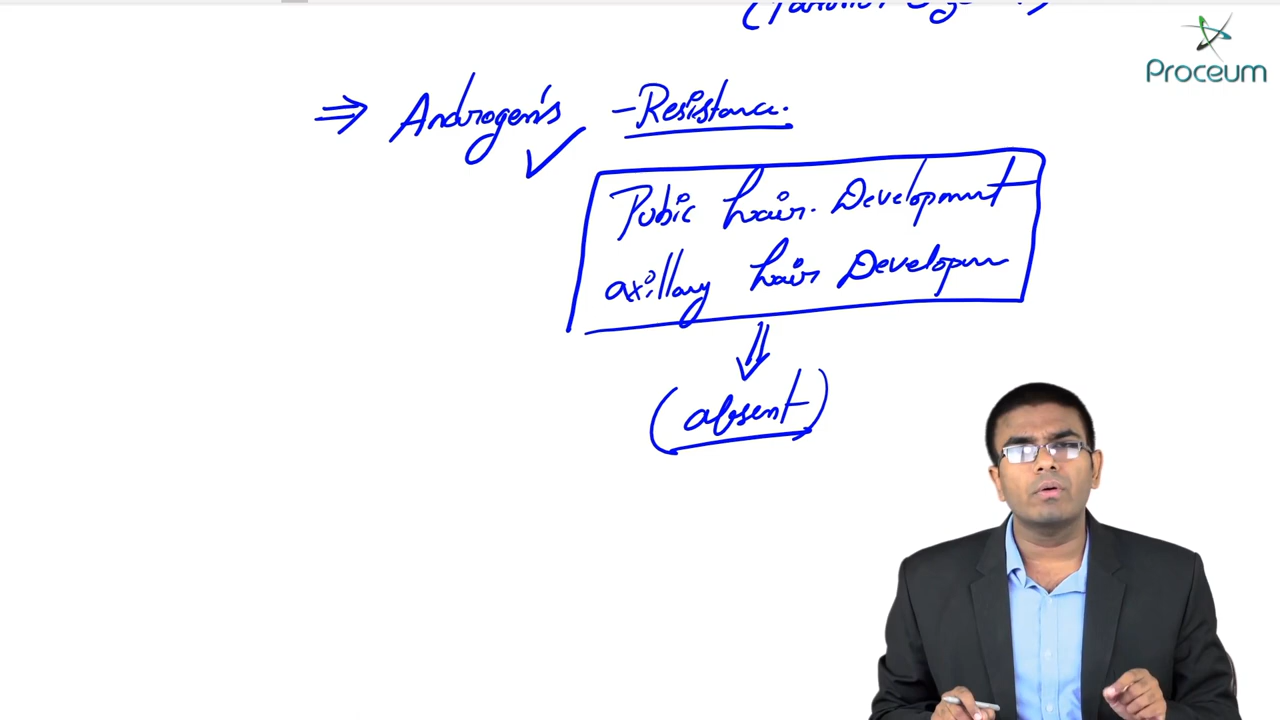 Proceum
⇒ Androgen's - Resistance.
Pubic hair. Development
axillary hair Developm
(absent)